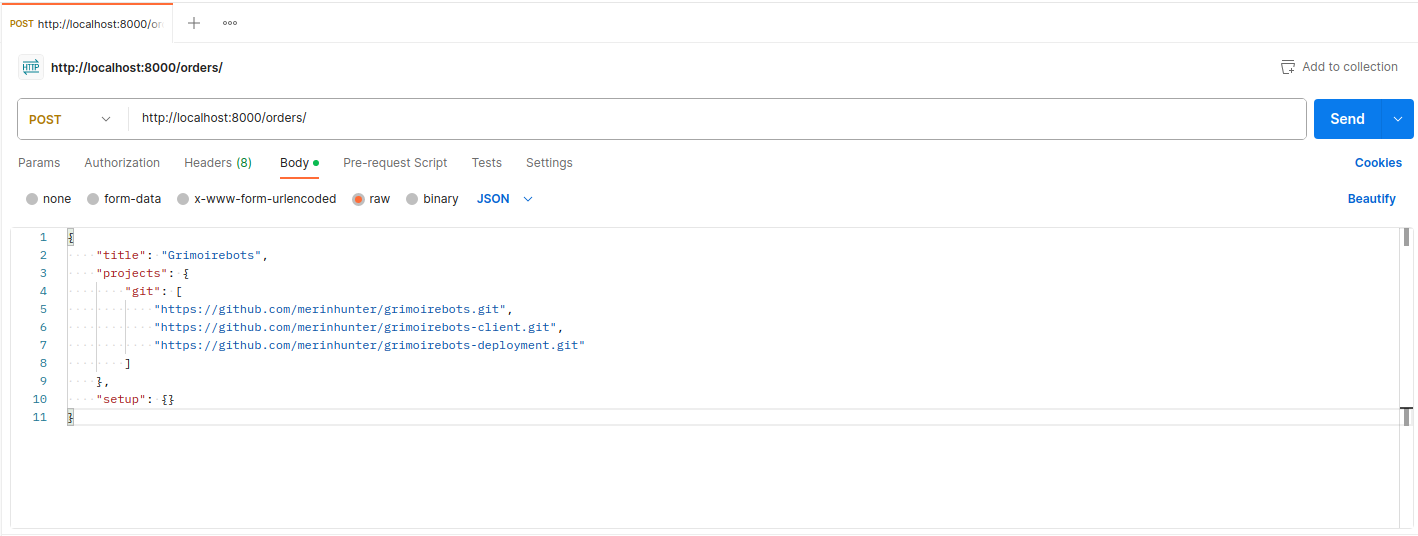 POST http://localhost:8000/or
HTTP http://localhost:8000/orders/ Add to collection
POST http://localhost:8000/orders/ Send
Params Authorization Headers (8) Body Pre-request Script Tests Settings Cookies
none form-data x-www-form-urlencoded raw binary JSON Beautify
1 {
2 "title": "Grimoirebots",
3 "projects": {
4 "git": [
5 "https://github.com/merinhunter/grimoirebots.git",
6 "https://github.com/merinhunter/grimoirebots-client.git",
7 "https://github.com/merinhunter/grimoirebots-deployment.git"
8 ]
9 },
10 "setup": {}
11 }